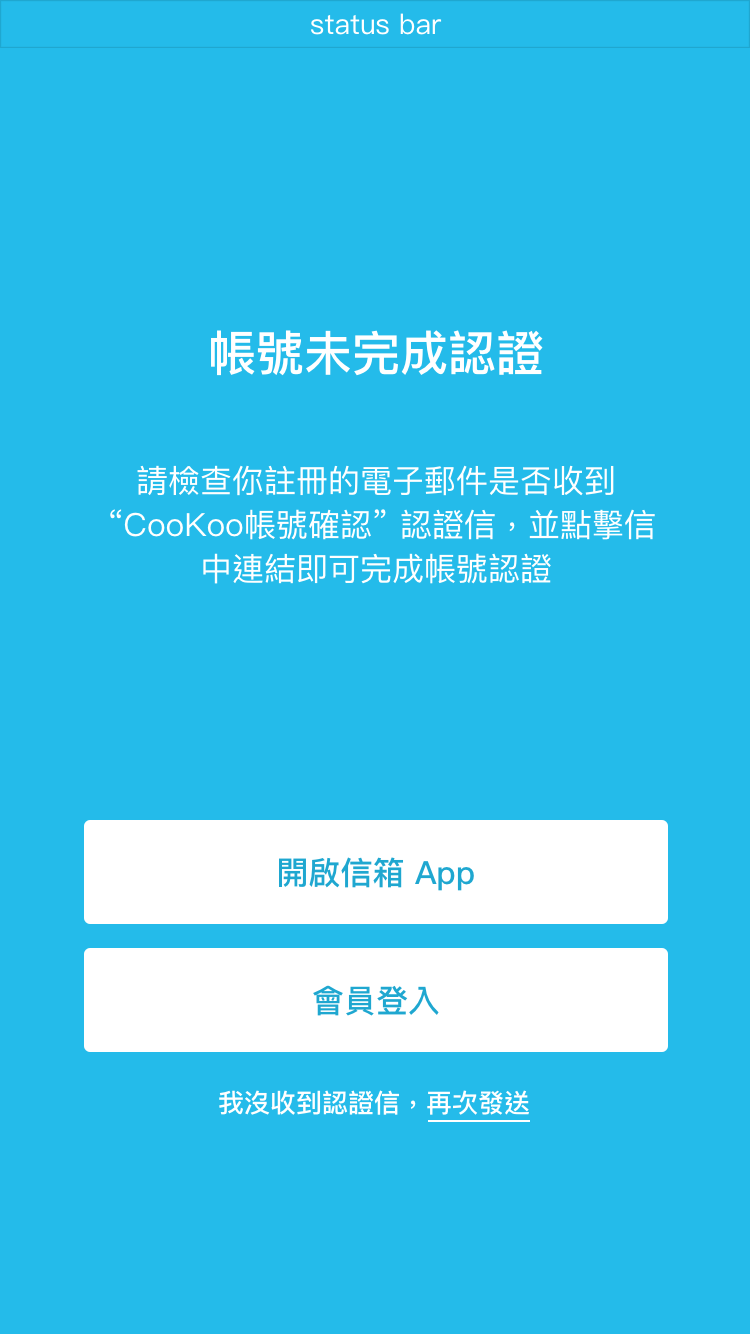 status bar
帳號未完成認證
請檢查你註冊的電子郵件是否收到
“CooKoo帳號確認” 認證信，並點擊信
中連結即可完成帳號認證
開啟信箱 App
會員登入
我沒收到認證信，再次發送